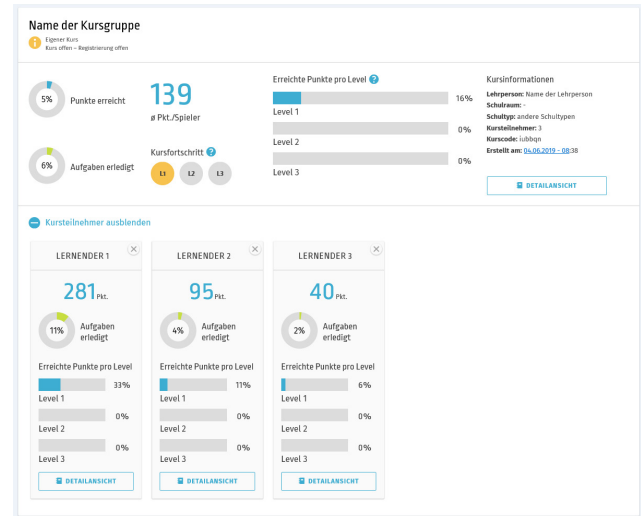 Name der Kursgruppe
Eigener Kurs
Kurs offen – Registrierung offen
5%
Punkte erreicht
139
ø Pkt./Spieler
6%
Aufgaben erledigt
Kursfortschritt ?
L1 L2 L3
Erreichte Punkte pro Level ?
16%
Level 1
0%
Level 2
0%
Level 3
Kursinformationen
Lehrperson: Name der Lehrperson
Schulraum: -
Schultyp: andere Schultypen
Kursteilnehmer: 3
Kurscode: iubbqn
Erstellt am: 04.06.2019 - 08:38
DETAILANSICHT
Kursteilnehmer ausblenden
LERNENDER 1
281 Pkt.
11%
Aufgaben
erledigt
Erreichte Punkte pro Level
33%
Level 1
0%
Level 2
0%
Level 3
DETAILANSICHT
LERNENDER 2
95 Pkt.
4%
Aufgaben
erledigt
Erreichte Punkte pro Level
11%
Level 1
0%
Level 2
0%
Level 3
DETAILANSICHT
LERNENDER 3
40 Pkt.
2%
Aufgaben
erledigt
Erreichte Punkte pro Level
6%
Level 1
0%
Level 2
0%
Level 3
DETAILANSICHT